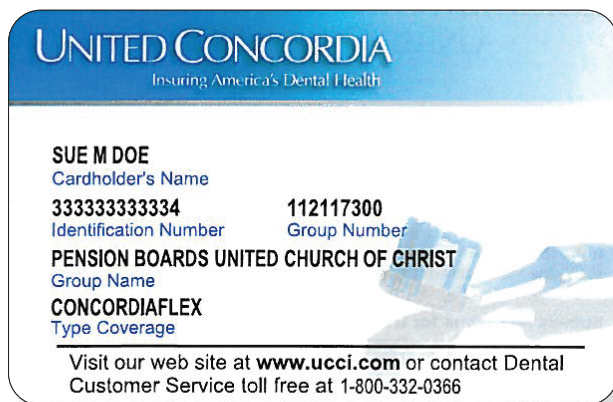 UNITED CONCORDIA
Insuring America's Dental Health
SUE M DOE
Cardholder's Name
333333333334 112117300
Identification Number Group Number
PENSION BOARDS UNITED CHURCH OF CHRIST
Group Name
CONCORDIAFLEX
Type Coverage
Visit our web site at www.ucci.com or contact Dental
Customer Service toll free at 1-800-332-0366